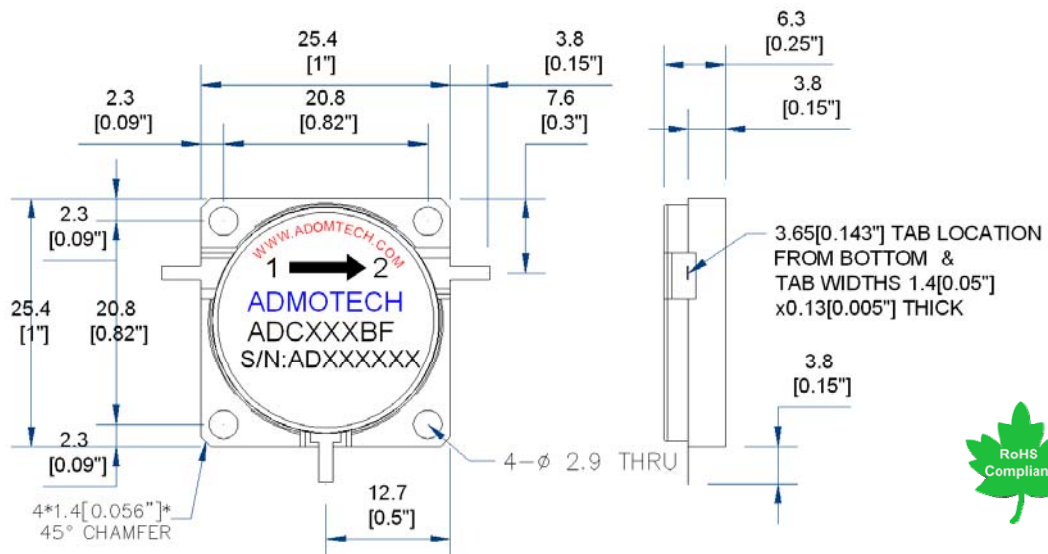 25.4
[1"]
3.8
[0.15"]
6.3
[0.25"]
2.3
[0.09"]
20.8
[0.82"]
7.6
[0.3"]
3.8
[0.15"]
2.3
[0.09"]
WWW.ADOMTECH.COM
1 2
ADMOTECH
ADCXXXBF
S/N:ADXXXXXX
25.4
[1"]
20.8
[0.82"]
3.65[0.143"] TAB LOCATION
FROM BOTTOM &
TAB WIDTHS 1.4[0.05"]
x0.13[0.005"] THICK
3.8
[0.15"]
2.3
[0.09"]
4-ϕ 2.9 THRU
RoHS
Complian
4*1.4[0.056"]*
45° CHAMFER
12.7
[0.5"]